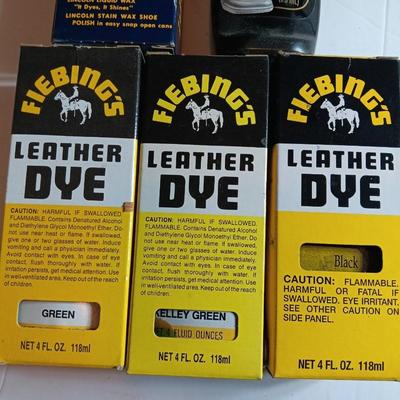 LINCOLN LIQUID WAX
"It Dyes, It Shines"
LINCOLN STAIN WAX SHOE
POLISH in easy snap open cans
FIEBING'S
LEATHER
DYE
CAUTION: HARMFUL IF SWALLOWED.
FLAMMABLE. Contains Denatured Alcohol
and Diethylene Glycol Monoethyl Ether. Do
not use near heat or flame. If swallowed,
give one or two glasses of water. Induce
vomiting and call a physician immediately.
Avoid contact with eyes. In case of eye
contact, flush thoroughly with water. If
irritation persists, get medical attention. Use
in well-ventilated area. Keep out of the reach
of children.
GREEN
NET 4 FL. OZ. 118ml
FIEBING'S
LEATHER
DYE
CAUTION: HARMFUL IF SWALLOWED.
FLAMMABLE. Contains Denatured Alcohol
and Diethylene Glycol Monoethyl Ether. Do
not use near heat or flame. If swallowed,
give one or two glasses of water. Induce
vomiting and call a physician immediately.
Avoid contact with eyes. In case of eye
contact, flush thoroughly with water. If
irritation persists, get medical attention. Use
in well-ventilated area. Keep out of the reach
of children.
KELLEY GREEN
4 FLUID OUNCES
NET 4 FL. OZ. 118ml
FIEBING'S
LEATHER
DYE
Black
CAUTION: FLAMMABLE.
HARMFUL OR FATAL IF
SWALLOWED. EYE IRRITANT.
SEE OTHER CAUTION ON
SIDE PANEL.
NET 4 FL. OZ. 118ml